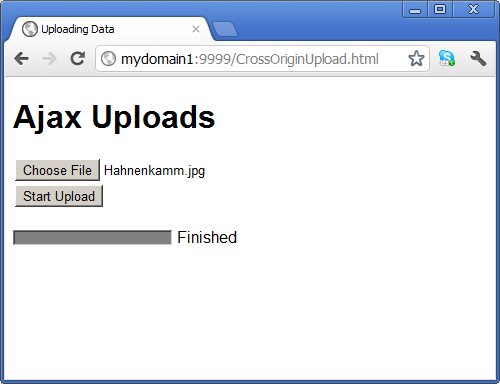 Uploading Data
mydomain1:9999/CrossOriginUpload.html
Ajax Uploads
Choose File Hahnenkamm.jpg
Start Upload
Finished